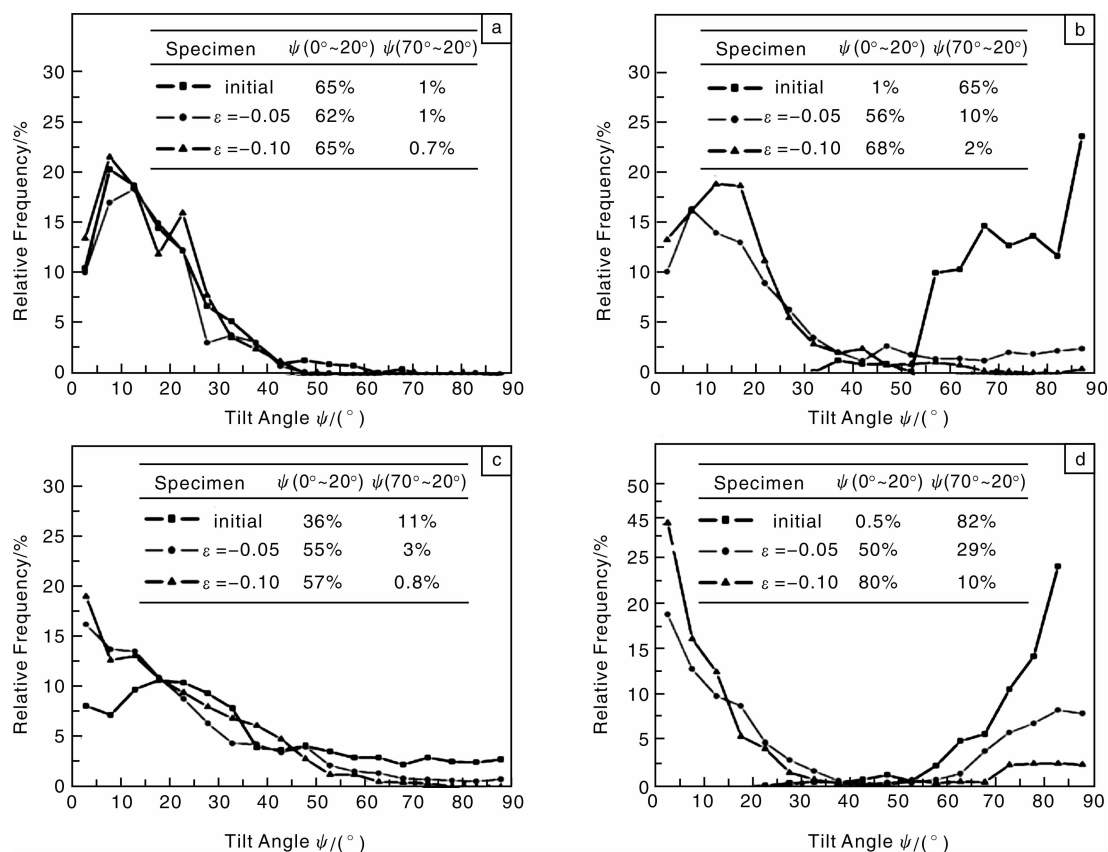 a
Specimen ψ(0°~20°) ψ(70°~20°)
initial 65% 1%
ε=−0.05 62% 1%
ε=−0.10 65% 0.7%
30
25
20
15
10
5
0
Relative Frequency/%
0 10 20 30 40 50 60 70 80 90
Tilt Angle ψ/(°)
b
Specimen ψ(0°~20°) ψ(70°~20°)
initial 1% 65%
ε=−0.05 56% 10%
ε=−0.10 68% 2%
30
25
20
15
10
5
0
Relative Frequency/%
0 10 20 30 40 50 60 70 80 90
Tilt Angle ψ/(°)
c
Specimen ψ(0°~20°) ψ(70°~20°)
initial 36% 11%
ε=−0.05 55% 3%
ε=−0.10 57% 0.8%
30
25
20
15
10
5
0
Relative Frequency/%
0 10 20 30 40 50 60 70 80 90
Tilt Angle ψ/(°)
d
Specimen ψ(0°~20°) ψ(70°~20°)
initial 0.5% 82%
ε=−0.05 50% 29%
ε=−0.10 80% 10%
50
45
25
20
15
10
5
0
Relative Frequency/%
0 10 20 30 40 50 60 70 80 90
Tilt Angle ψ/(°)